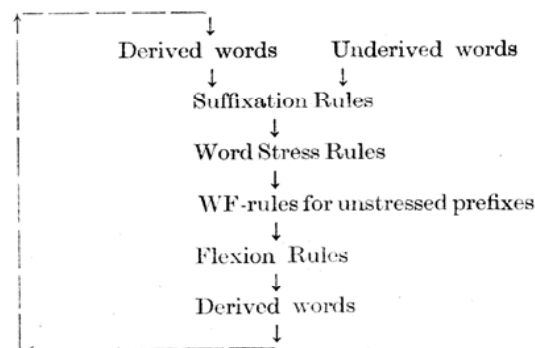 Derived words Underived words
Suffixation Rules
Word Stress Rules
WF-rules for unstressed prefixes
Flexion Rules
Derived words